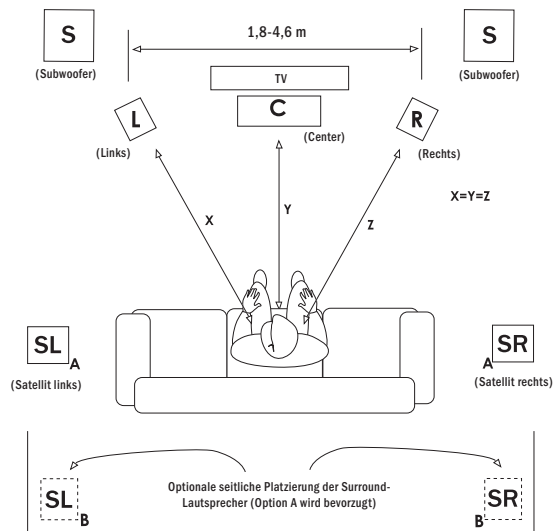 S
(Subwoofer)
1,8-4,6 m
S
(Subwoofer)
TV
C
(Center)
L
(Links)
R
(Rechts)
X
Y
Z
X=Y=Z
SL
A
(Satellit links)
A
SR
(Satellit rechts)
SL
B
Optionale seitliche Platzierung der Surround-
Lautsprecher (Option A wird bevorzugt)
SR
B